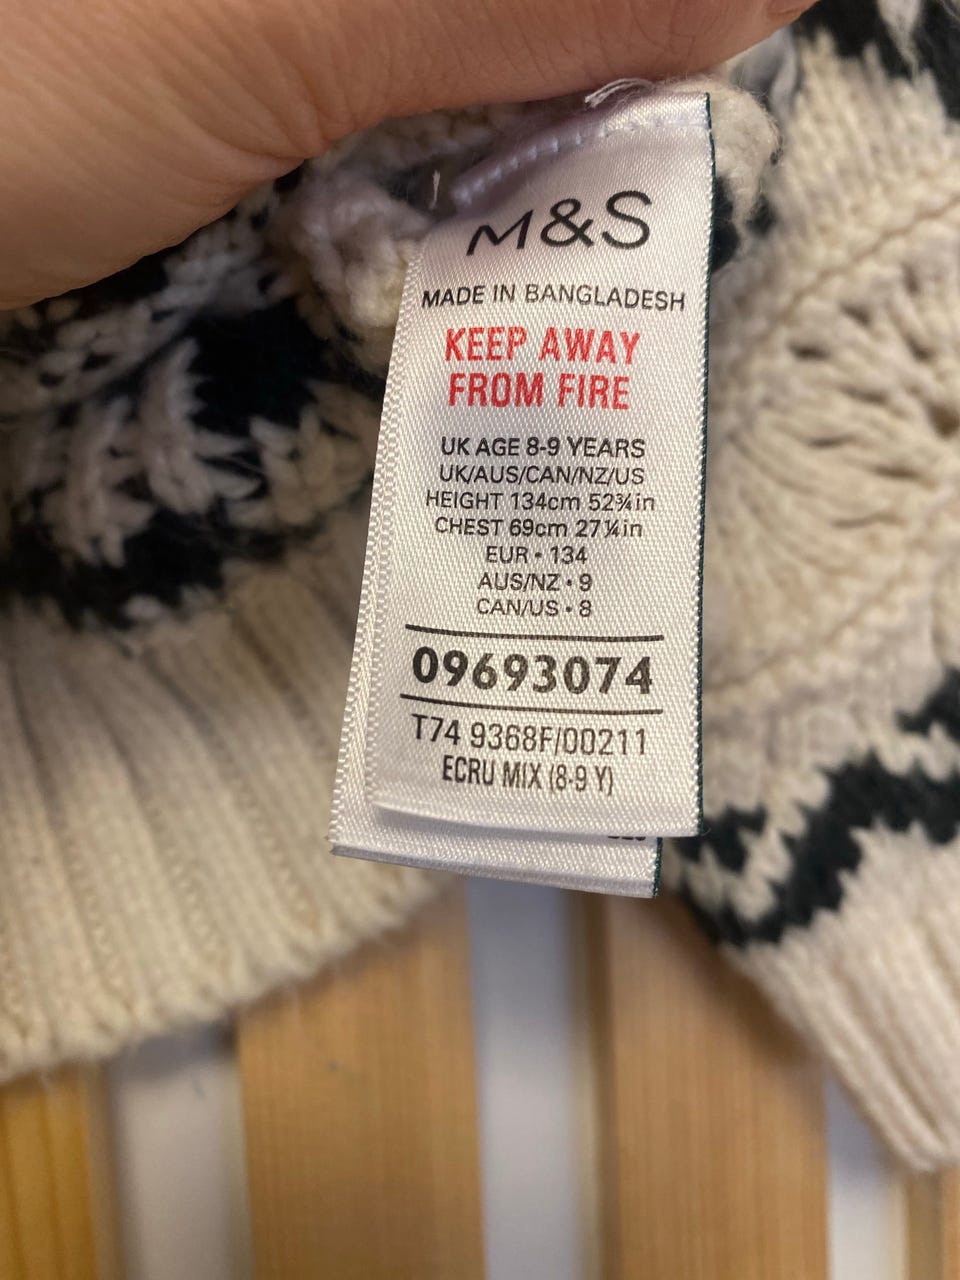 M&S
MADE IN BANGLADESH
KEEP AWAY
FROM FIRE
UK AGE 8-9 YEARS
UK/AUS/CAN/NZ/US
HEIGHT 134cm 52¾in
CHEST 69cm 27¼in
EUR • 134
AUS/NZ • 9
CAN/US • 8
09693074
T74 9368F/00211
ECRU MIX (8-9 Y)